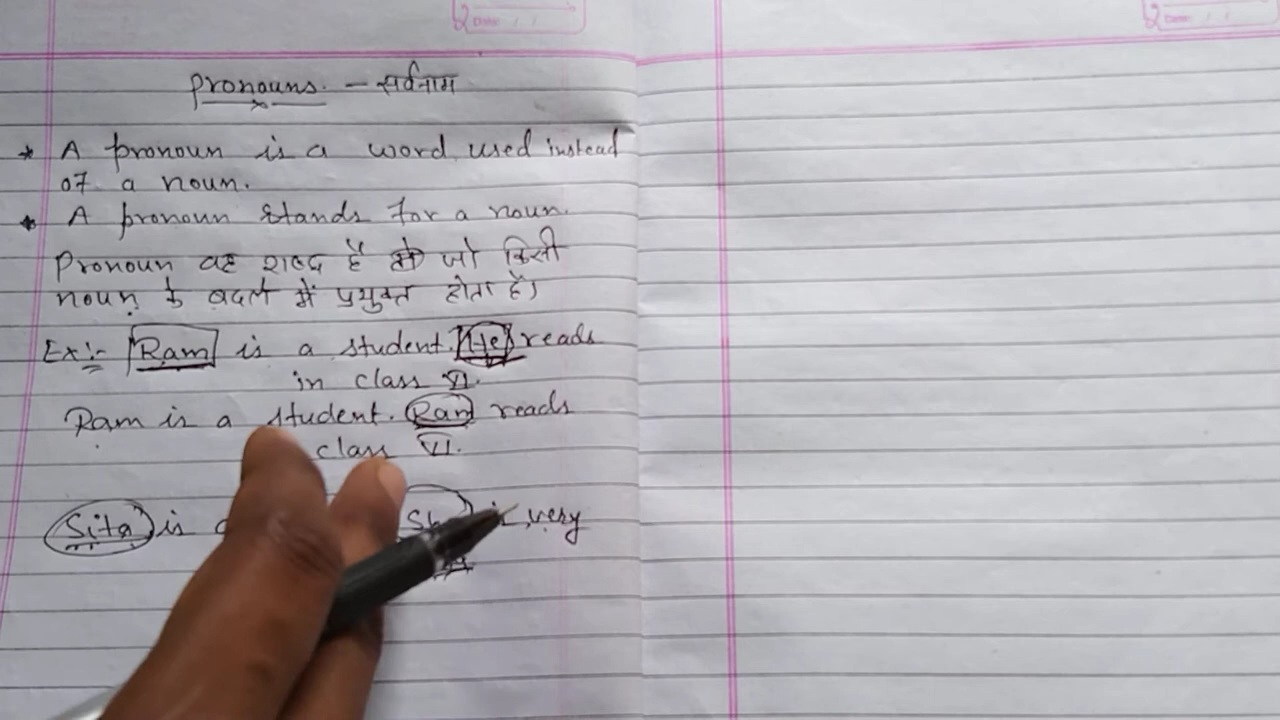 Date: / /
Date: / /
Pronouns. - सर्वनाम
* A pronoun is a word used instead
of a noun.
* A pronoun stands for a noun.
Pronoun वह शब्द है जो किसी
noun के बदले में प्रयुक्त होता है।
Ex:- Ram is a student. He reads
in class VI.
Ram is a student. Ram reads
class VI.
Sita is very